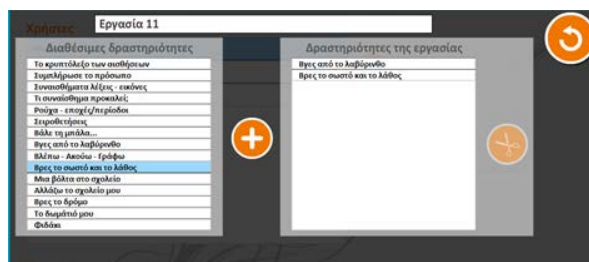 Χρήστες
Εργασία 11
Διαθέσιμες δραστηριότητες
Το κρυπτόλεξο των αισθήσεων
Συμπλήρωσε το πρόσωπο
Συναισθήματα λέξεις - εικόνες
Τι συναίσθημα προκαλεί;
Ρούχα - εποχές/περίοδοι
Σειροθετήσεις
Βάλε τη μπάλα...
Βγες από το λαβύρινθο
Βλέπω - Ακούω - Γράφω
Βρες το σωστό και το λάθος
Μια βόλτα στο σχολείο
Αλλάζω το σχολείο μου
Βρες το δρόμο
Το δωμάτιό μου
Φιδάκι
Δραστηριότητες της εργασίας
Βγες από το λαβύρινθο
Βρες το σωστό και το λάθος